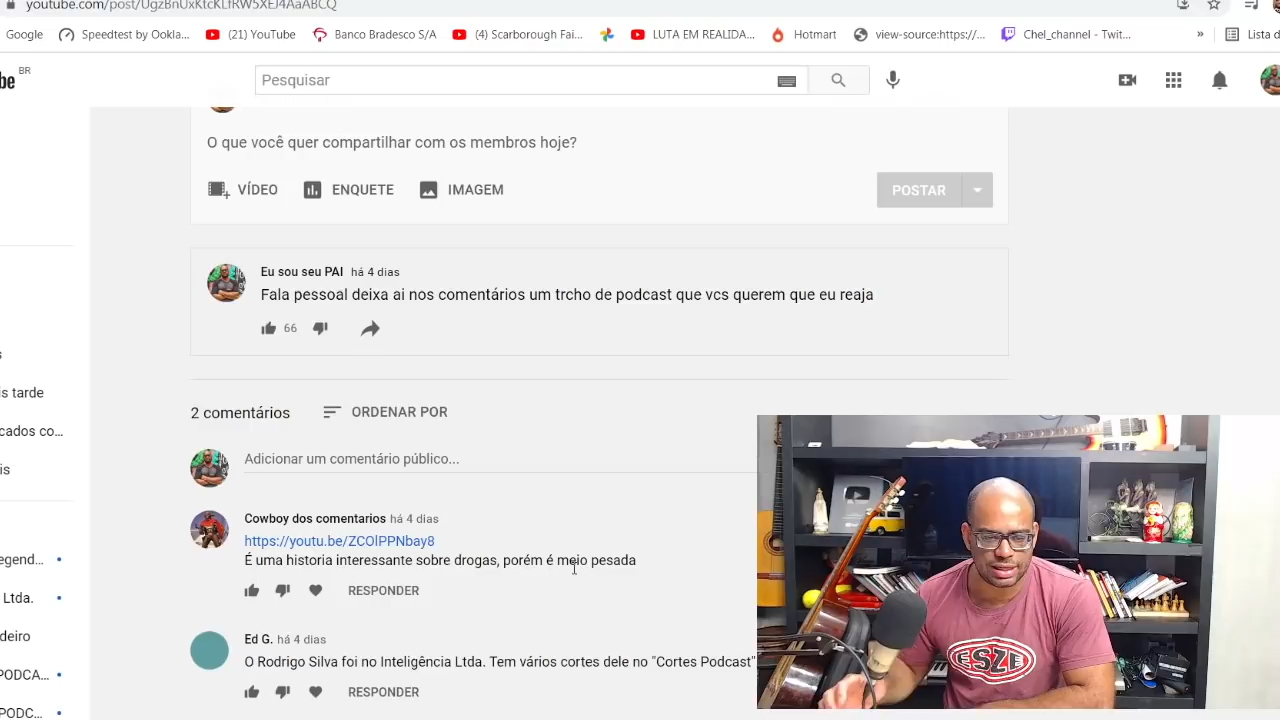 youtube.com/post/UgzBnUxKtcKLfRW5XEJ4AaABCQ
Google
Speedtest by Ookla...
(21) YouTube
Banco Bradesco S/A
(4) Scarborough Fai...
LUTA EM REALIDA...
Hotmart
view-source:https://...
Chel_channel - Twit...
»
Lista d
be BR
Pesquisar
O que você quer compartilhar com os membros hoje?
VÍDEO
ENQUETE
IMAGEM
POSTAR
Eu sou seu PAI há 4 dias
Fala pessoal deixa ai nos comentários um trcho de podcast que vcs querem que eu reaja
66
s
is tarde
2 comentários
ORDENAR POR
cados co...
is
Adicionar um comentário público...
Cowboy dos comentarios há 4 dias
https://youtu.be/ZCOlPPNbay8
É uma historia interessante sobre drogas, porém é meio pesada
RESPONDER
egend...
Ltda.
deiro
Ed G. há 4 dias
O Rodrigo Silva foi no Inteligência Ltda. Tem vários cortes dele no "Cortes Podcast"
RESPONDER
PODCA...
PODC...
ESZE